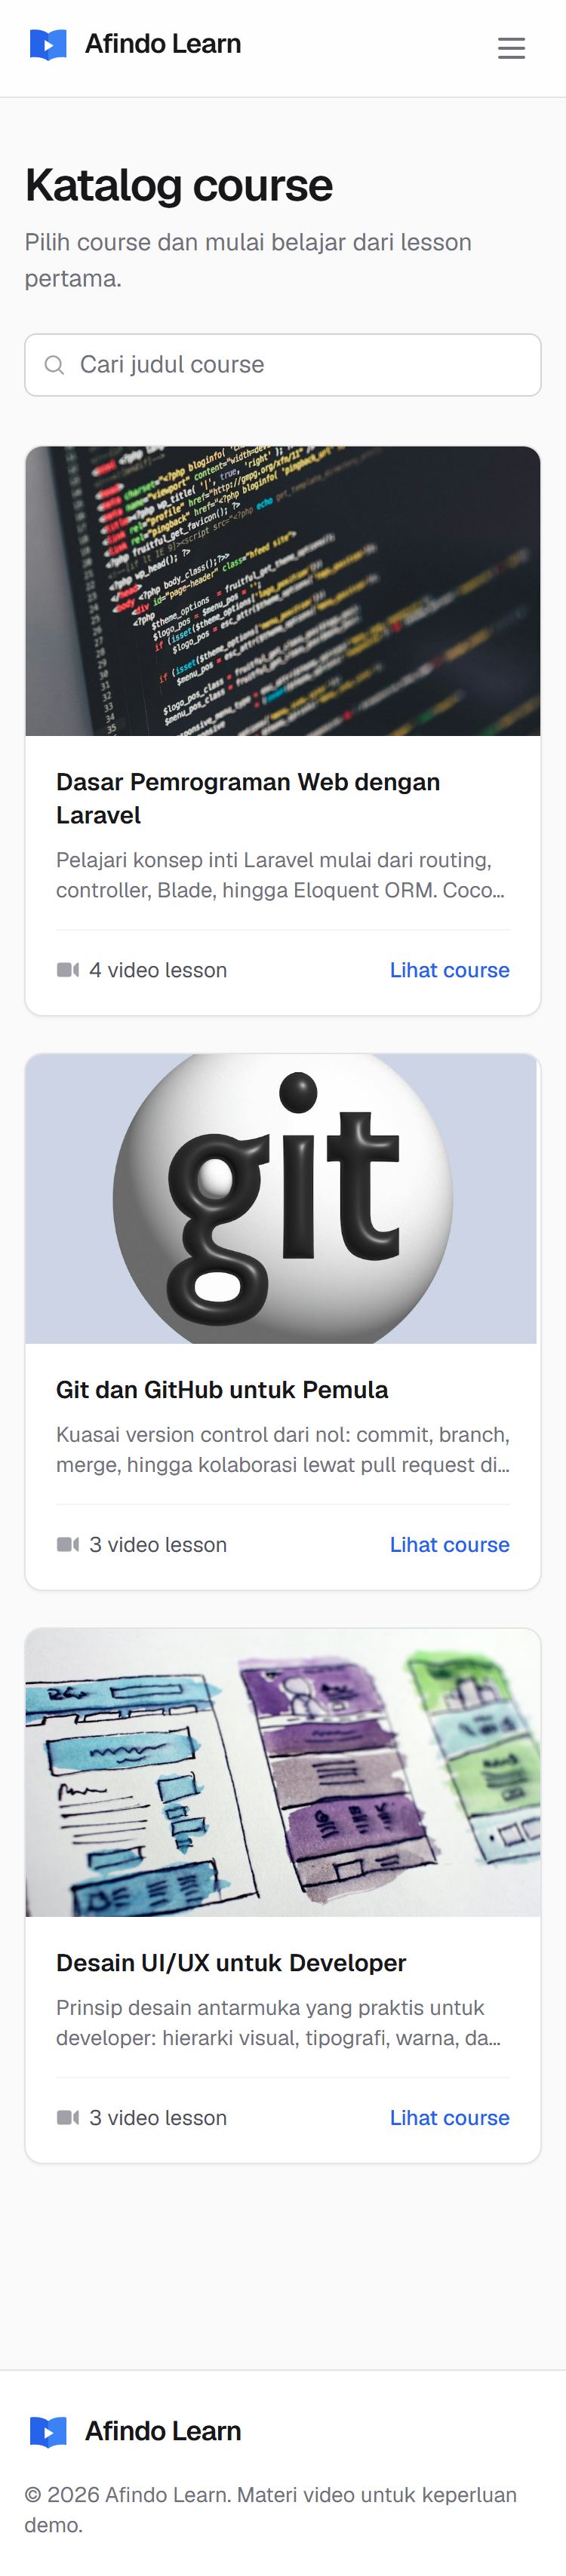 Afindo Learn
Katalog course
Pilih course dan mulai belajar dari lesson
pertama.
Cari judul course
Dasar Pemrograman Web dengan
Laravel
Pelajari konsep inti Laravel mulai dari routing,
controller, Blade, hingga Eloquent ORM. Coco...
4 video lesson
Lihat course
git
Git dan GitHub untuk Pemula
Kuasai version control dari nol: commit, branch,
merge, hingga kolaborasi lewat pull request di...
3 video lesson
Lihat course
Desain UI/UX untuk Developer
Prinsip desain antarmuka yang praktis untuk
developer: hierarki visual, tipografi, warna, da...
3 video lesson
Lihat course
Afindo Learn
© 2026 Afindo Learn. Materi video untuk keperluan
demo.